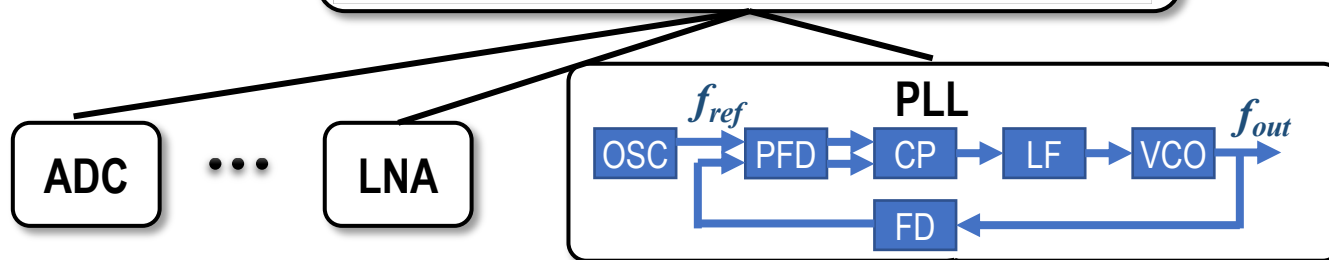 PLL
f_ref
f_out
OSC
PFD
CP
LF
VCO
ADC
...
LNA
FD